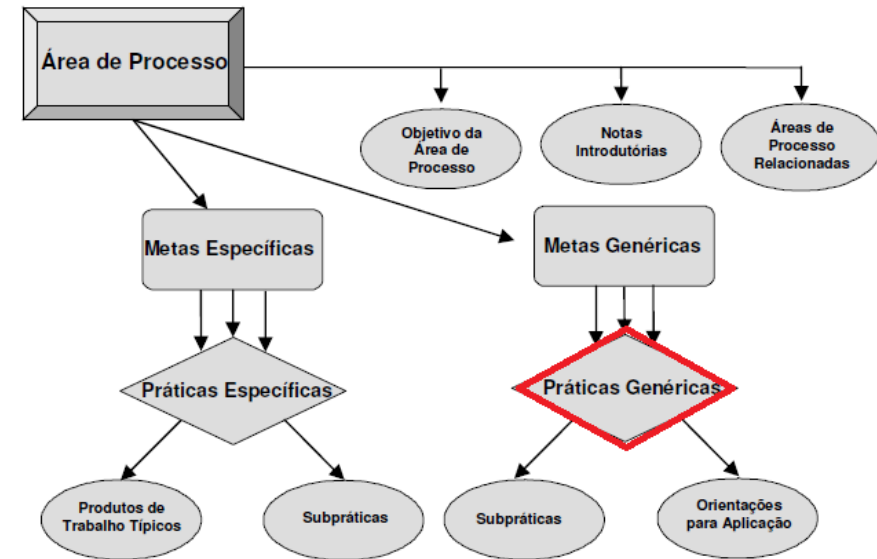 Área de Processo
Objetivo da
Área de
Processo
Notas
Introdutórias
Áreas de
Processo
Relacionadas
Metas Específicas
Metas Genéricas
Práticas Específicas
Práticas Genéricas
Produtos de
Trabalho Típicos
Subpráticas
Subpráticas
Orientações
para Aplicação